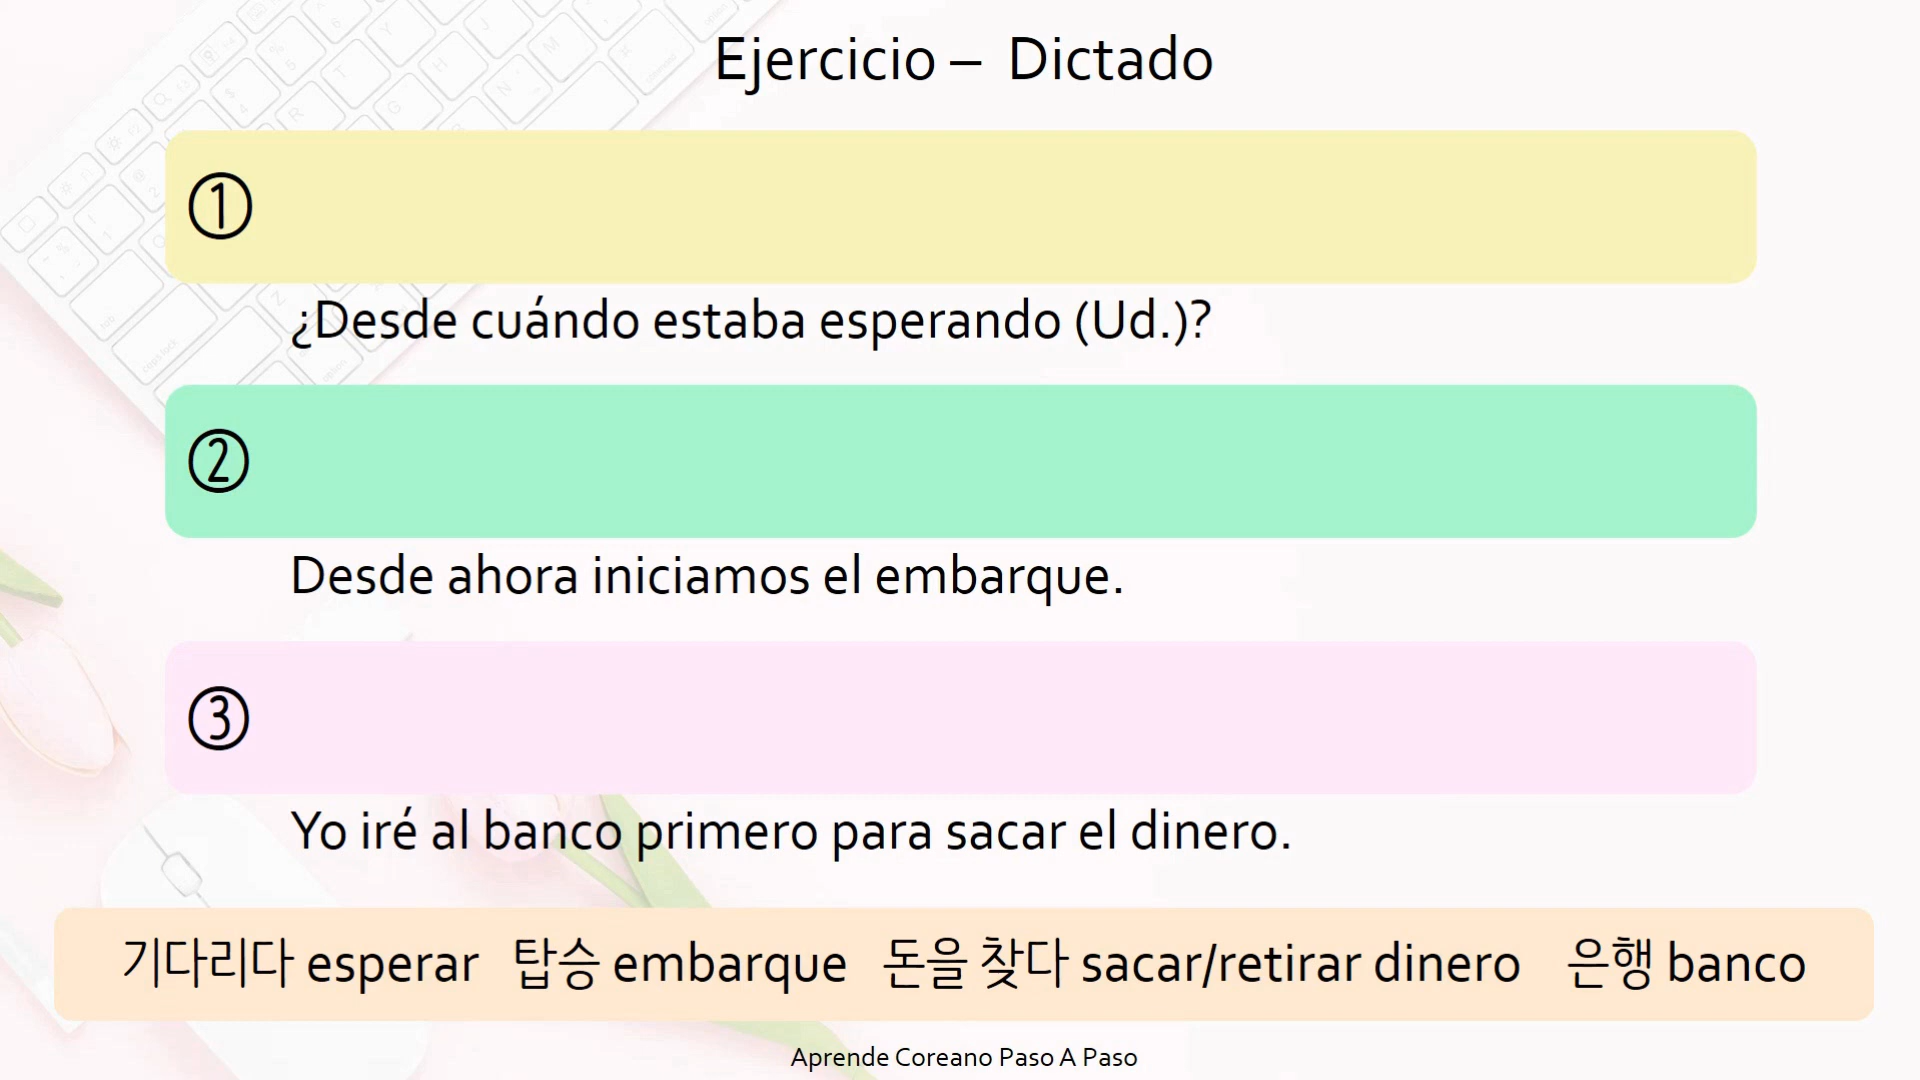 Ejercicio – Dictado
①
¿Desde cuándo estaba esperando (Ud.)?
②
Desde ahora iniciamos el embarque.
③
Yo iré al banco primero para sacar el dinero.
기다리다 esperar 탑승 embarque 돈을 찾다 sacar/retirar dinero 은행 banco
Aprende Coreano Paso A Paso